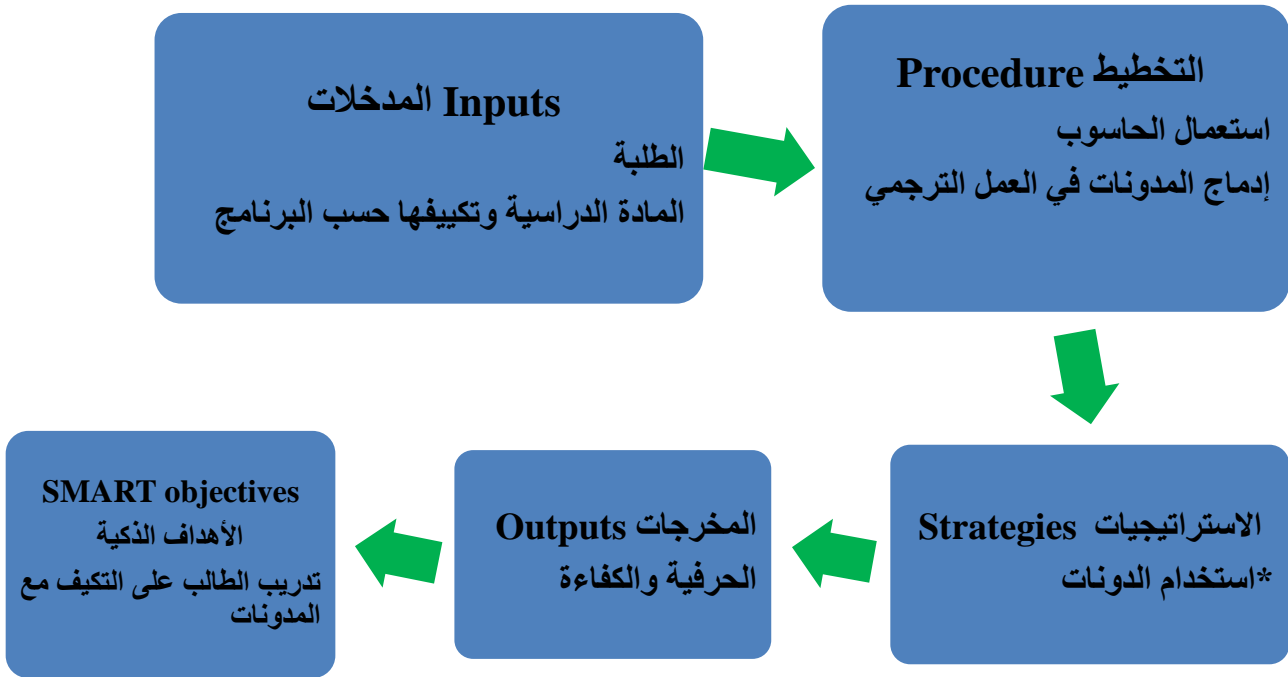 المدخلات Inputs
الطلبة
المادة الدراسية وتكييفها حسب البرنامج
التخطيط Procedure
استعمال الحاسوب
إدماج المدونات في العمل الترجمي
الاستراتيجيات Strategies
*استخدام الدونات
المخرجات Outputs
الحرفية والكفاءة
SMART objectives
الأهداف الذكية
تدريب الطالب على التكيف مع
المدونات